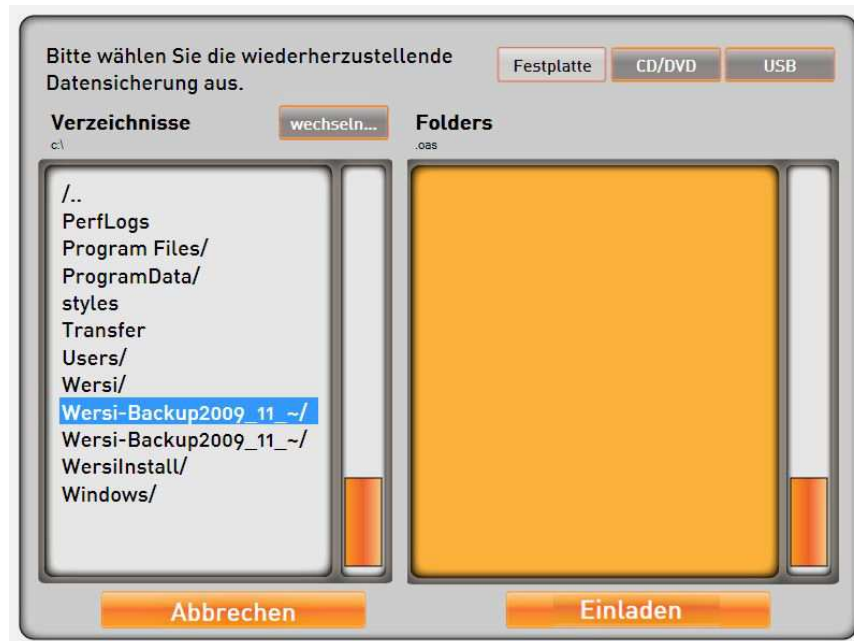 Bitte wählen Sie die wiederherzustellende
Datensicherung aus.
Festplatte
CD/DVD
USB
Verzeichnisse
wechseln...
Folders
c:\
.oas
/..
PerfLogs
Program Files/
ProgramData/
styles
Transfer
Users/
Wersi/
Wersi-Backup2009_11_~/
Wersi-Backup2009_11_~/
WersiInstall/
Windows/
Abbrechen
Einladen